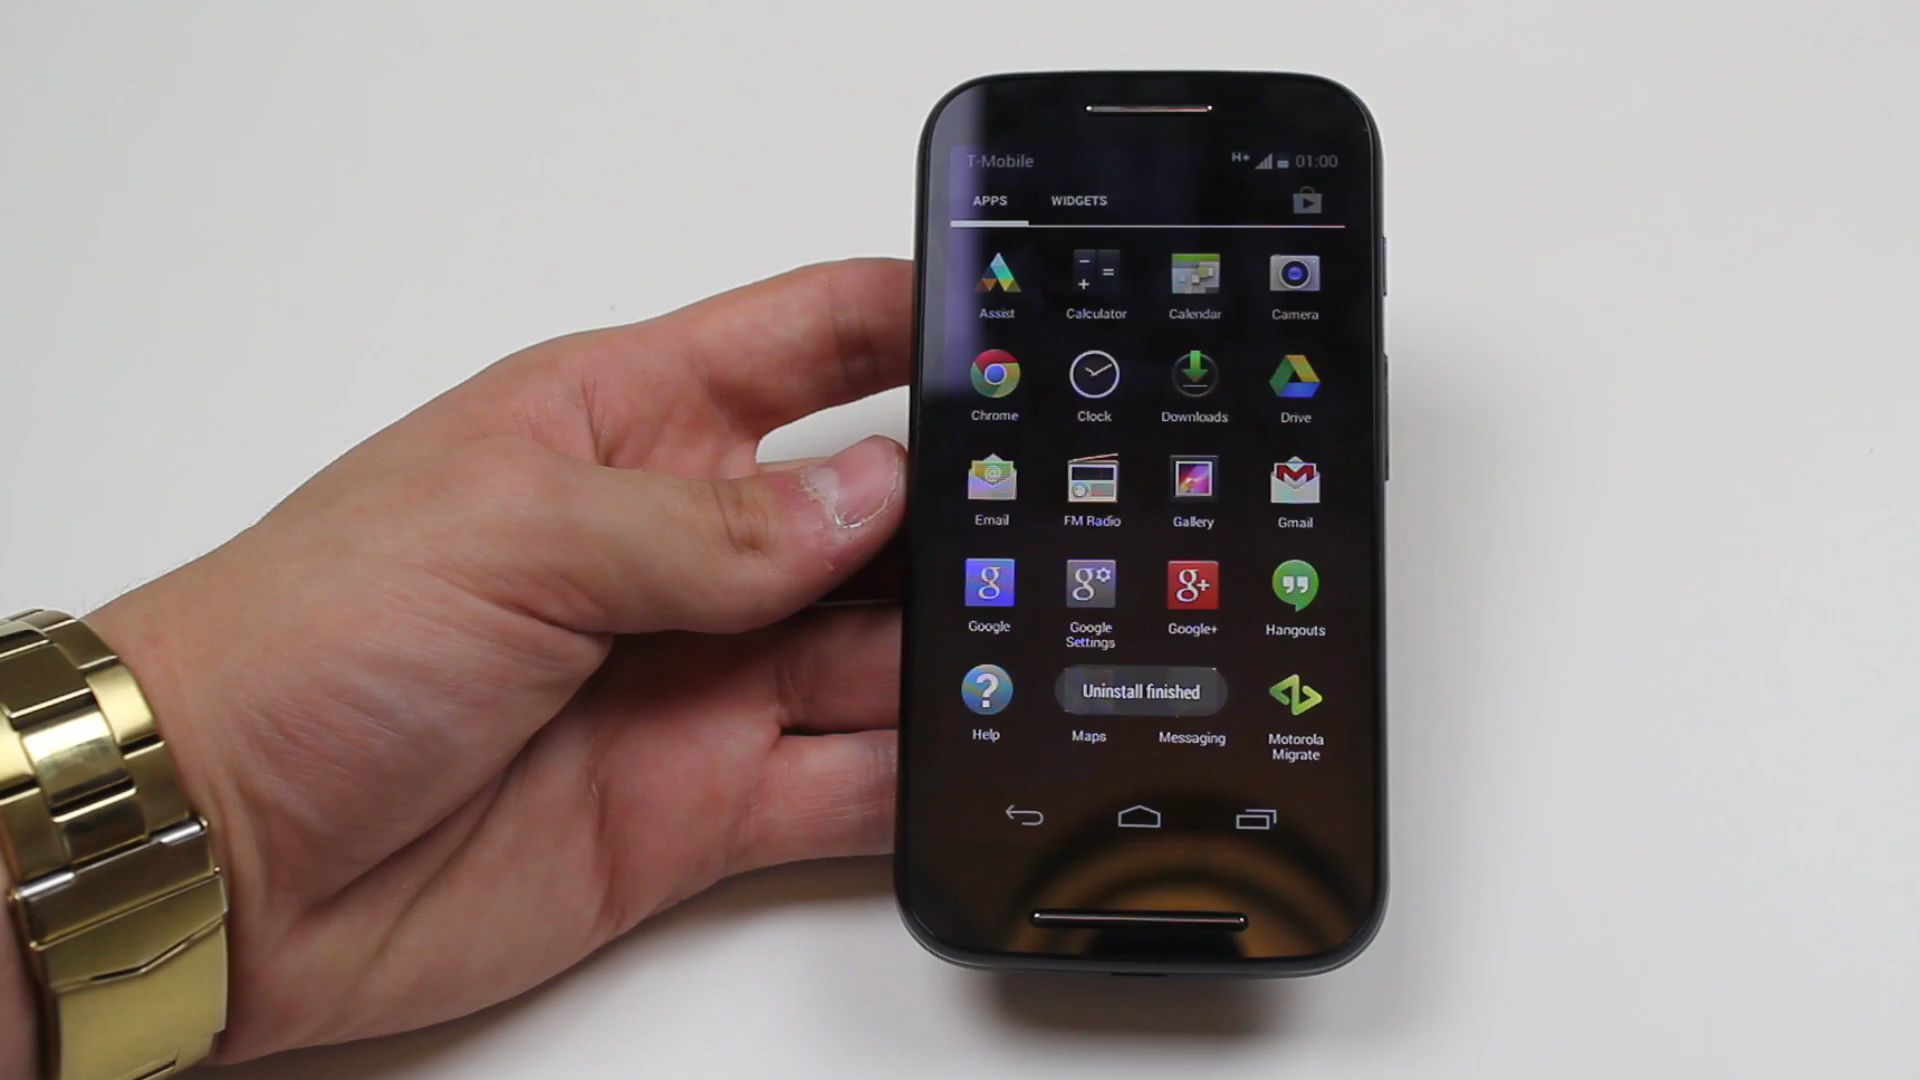 T-Mobile H+ 01:00
APPS WIDGETS
Assist Calculator Calendar Camera
Chrome Clock Downloads Drive
Email FM Radio Gallery Gmail
Google Google Settings Google+ Hangouts
Uninstall finished
Help Maps Messaging Motorola Migrate